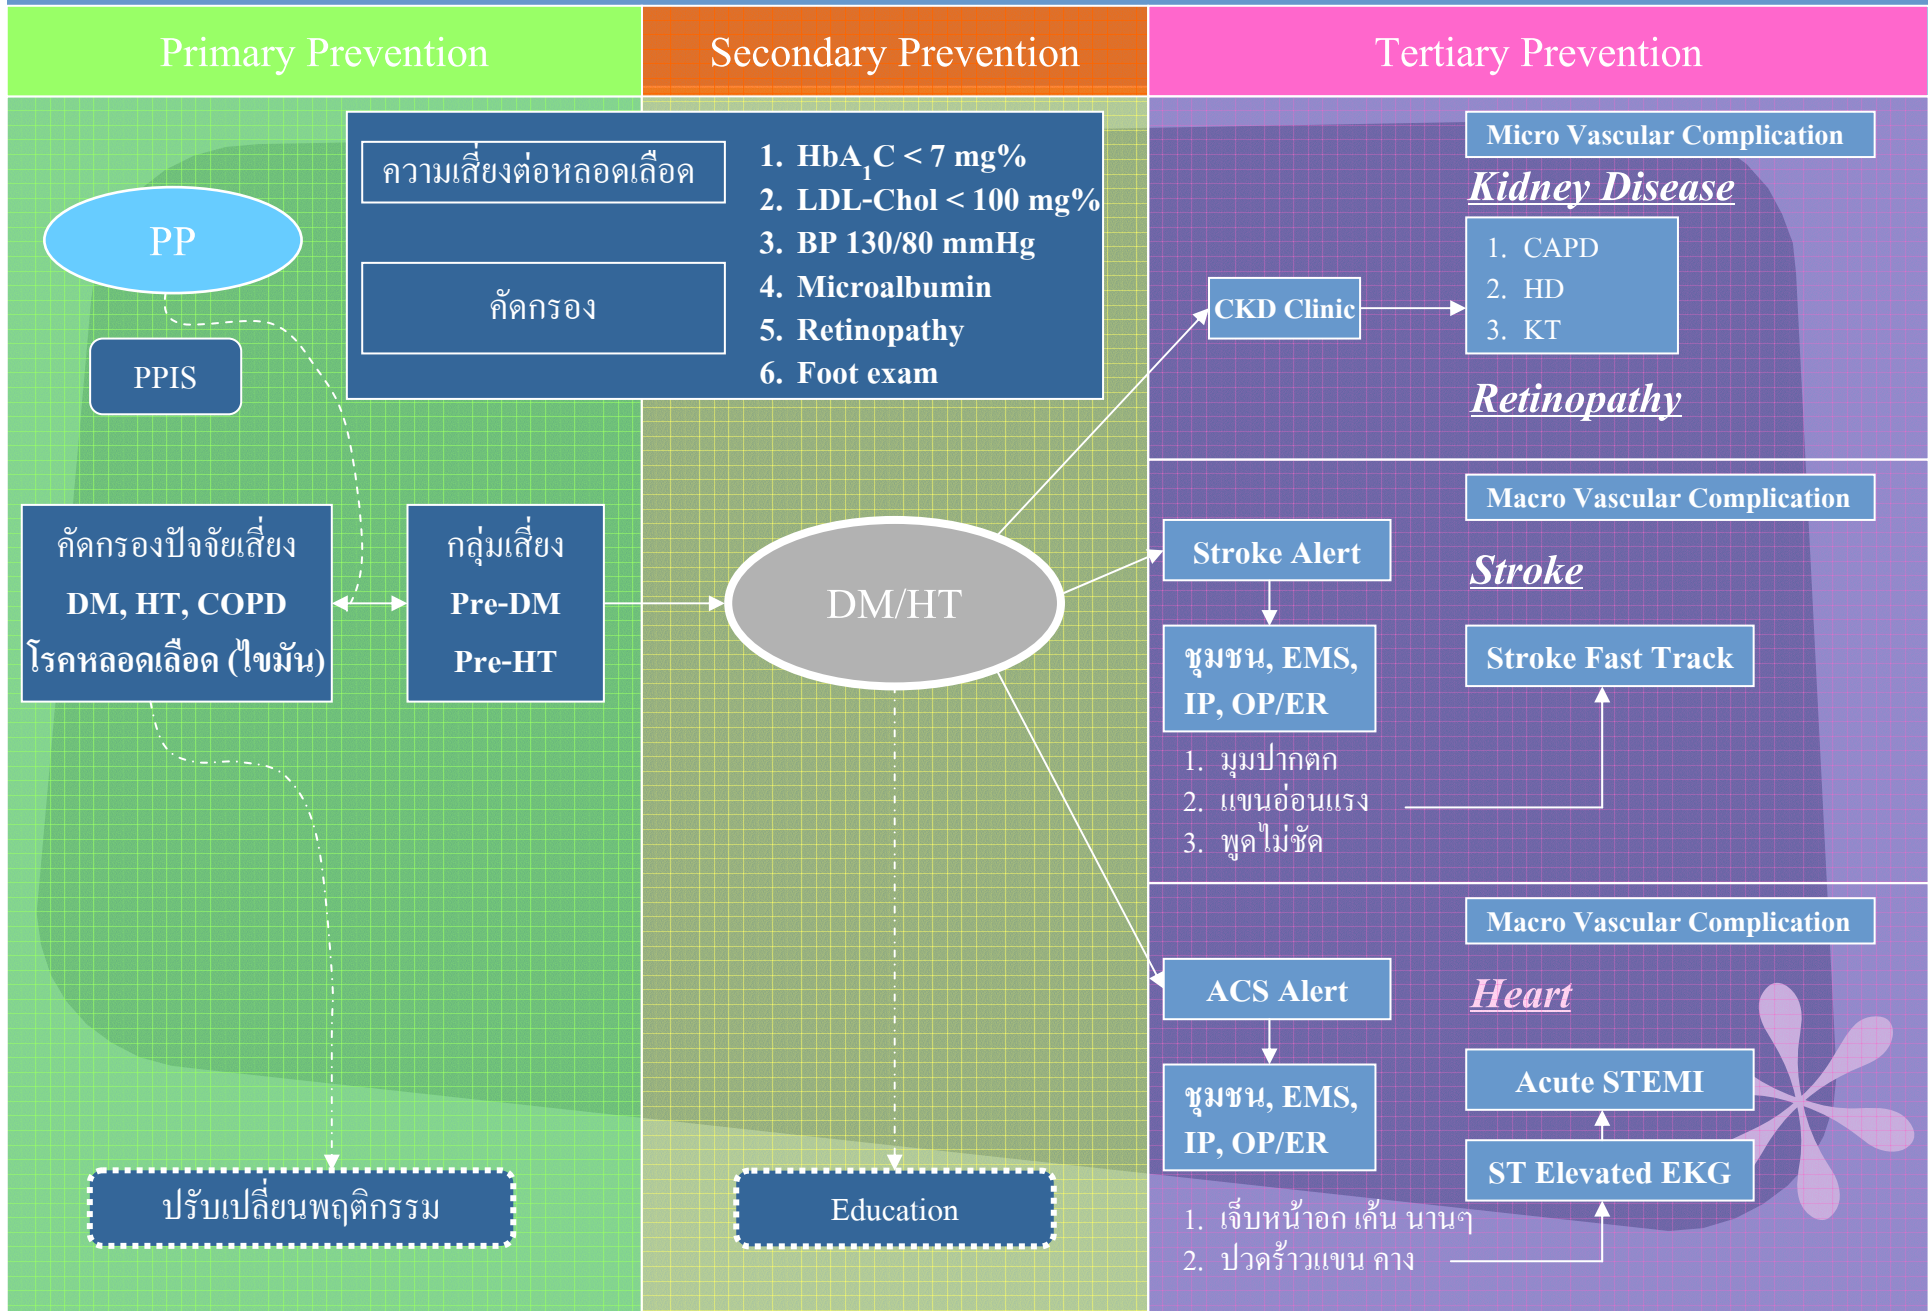 Primary Prevention
Secondary Prevention
Tertiary Prevention
PP
PPIS
ความเสี่ยงต่อหลอดเลือด
คัดกรอง
1. HbA1C < 7 mg%
2. LDL-Chol < 100 mg%
3. BP 130/80 mmHg
4. Microalbumin
5. Retinopathy
6. Foot exam
คัดกรองปัจจัยเสี่ยง
DM, HT, COPD
โรคหลอดเลือด (ไขมัน)
กลุ่มเสี่ยง
Pre-DM
Pre-HT
ปรับเปลี่ยนพฤติกรรม
DM/HT
Education
Micro Vascular Complication
Kidney Disease
CKD Clinic
1. CAPD
2. HD
3. KT
Retinopathy
Macro Vascular Complication
Stroke Alert
Stroke
ชุมชน, EMS,
IP, OP/ER
Stroke Fast Track
1. มุมปากตก
2. แขนอ่อนแรง
3. พูดไม่ชัด
Macro Vascular Complication
ACS Alert
Heart
ชุมชน, EMS,
IP, OP/ER
Acute STEMI
ST Elevated EKG
1. เจ็บหน้าอก เค้น นานๆ
2. ปวดร้าวแขน คาง